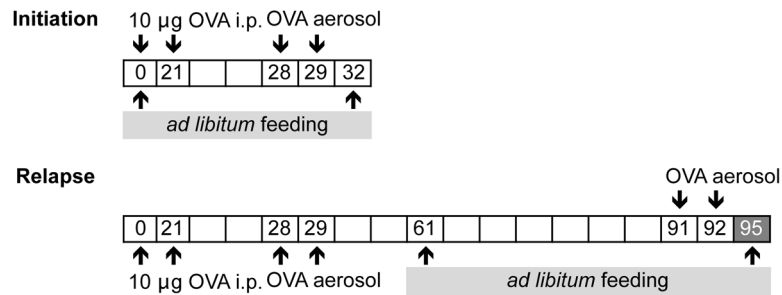 Initiation 10 µg OVA i.p. OVA aerosol
0 21 28 29 32
ad libitum feeding
Relapse OVA aerosol
0 21 28 29 61 91 92 95
10 µg OVA i.p. OVA aerosol ad libitum feeding